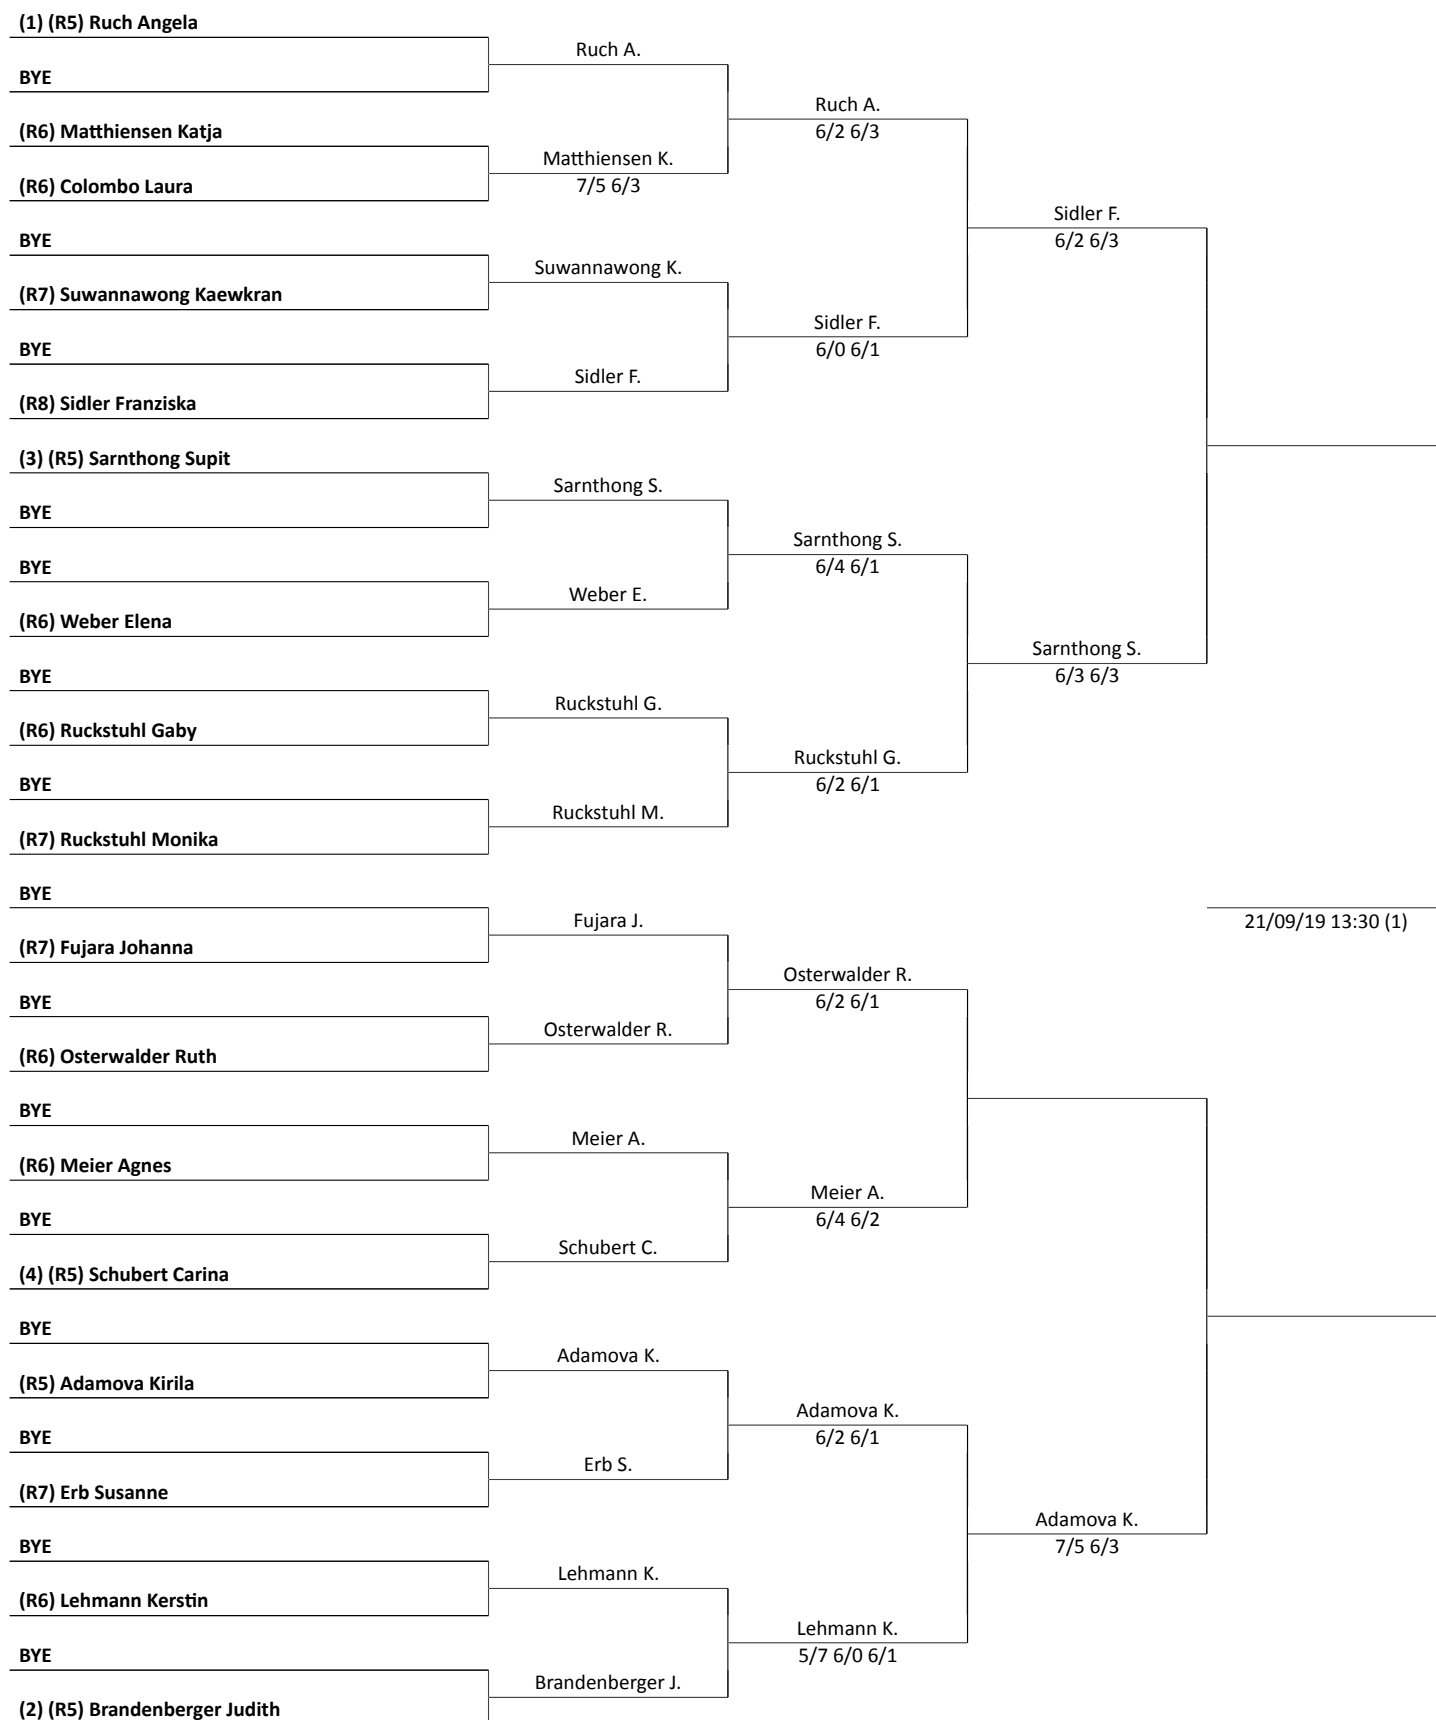 (1) (R5) Ruch Angela
BYE
(R6) Matthiensen Katja
(R6) Colombo Laura
BYE
(R7) Suwannawong Kaewkran
BYE
(R8) Sidler Franziska
(3) (R5) Sarnthong Supit
BYE
BYE
(R6) Weber Elena
BYE
(R6) Ruckstuhl Gaby
BYE
(R7) Ruckstuhl Monika
BYE
(R7) Fujara Johanna
BYE
(R6) Osterwalder Ruth
BYE
(R6) Meier Agnes
BYE
(4) (R5) Schubert Carina
BYE
(R5) Adamova Kirila
BYE
(R7) Erb Susanne
BYE
(R6) Lehmann Kerstin
BYE
(2) (R5) Brandenberger Judith
Ruch A.
Matthiensen K.
7/5 6/3
Suwannawong K.
Sidler F.
Sarnthong S.
Weber E.
Ruckstuhl G.
Ruckstuhl M.
Fujara J.
Osterwalder R.
Meier A.
Schubert C.
Adamova K.
Erb S.
Lehmann K.
Brandenberger J.
Ruch A.
6/2 6/3
Sidler F.
6/0 6/1
Sarnthong S.
6/4 6/1
Ruckstuhl G.
6/2 6/1
Osterwalder R.
6/2 6/1
Meier A.
6/4 6/2
Adamova K.
6/2 6/1
Lehmann K.
5/7 6/0 6/1
Sidler F.
6/2 6/3
Sarnthong S.
6/3 6/3
Adamova K.
7/5 6/3
21/09/19 13:30 (1)